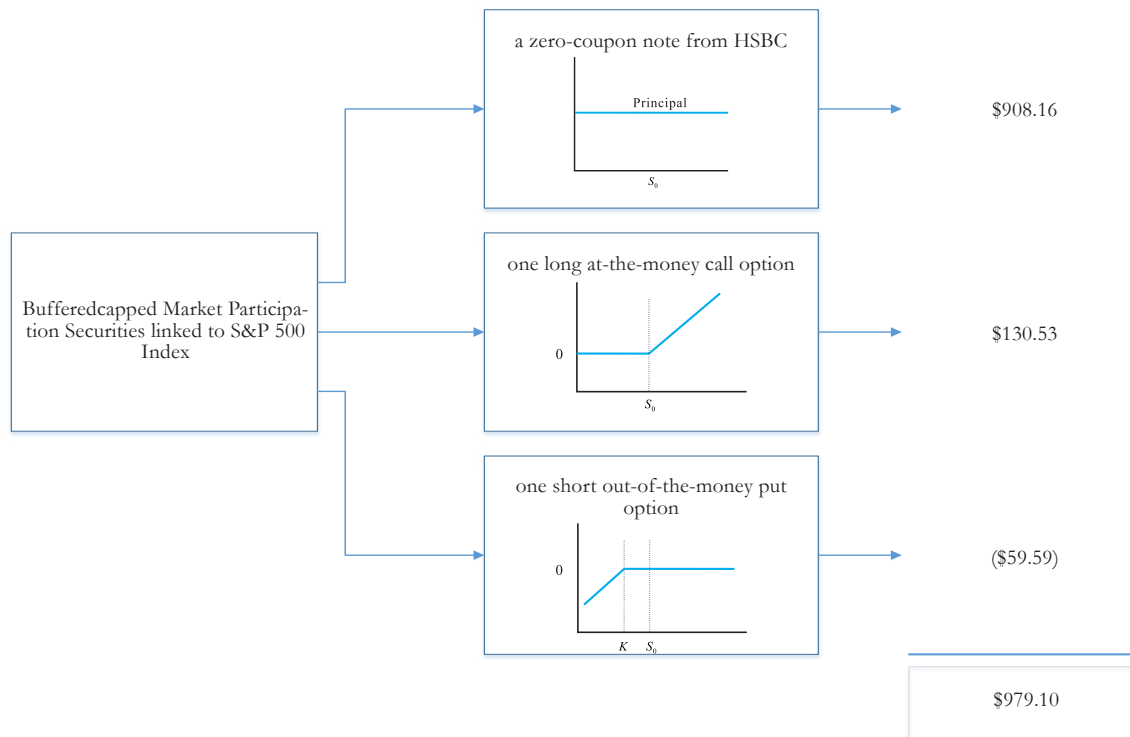 a zero-coupon note from HSBC
Principal
S₀
$908.16
Bufferedcapped Market Participa-
tion Securities linked to S&P 500
Index
one long at-the-money call option
0
S₀
$130.53
one short out-of-the-money put
option
0
K S₀
($59.59)
$979.10